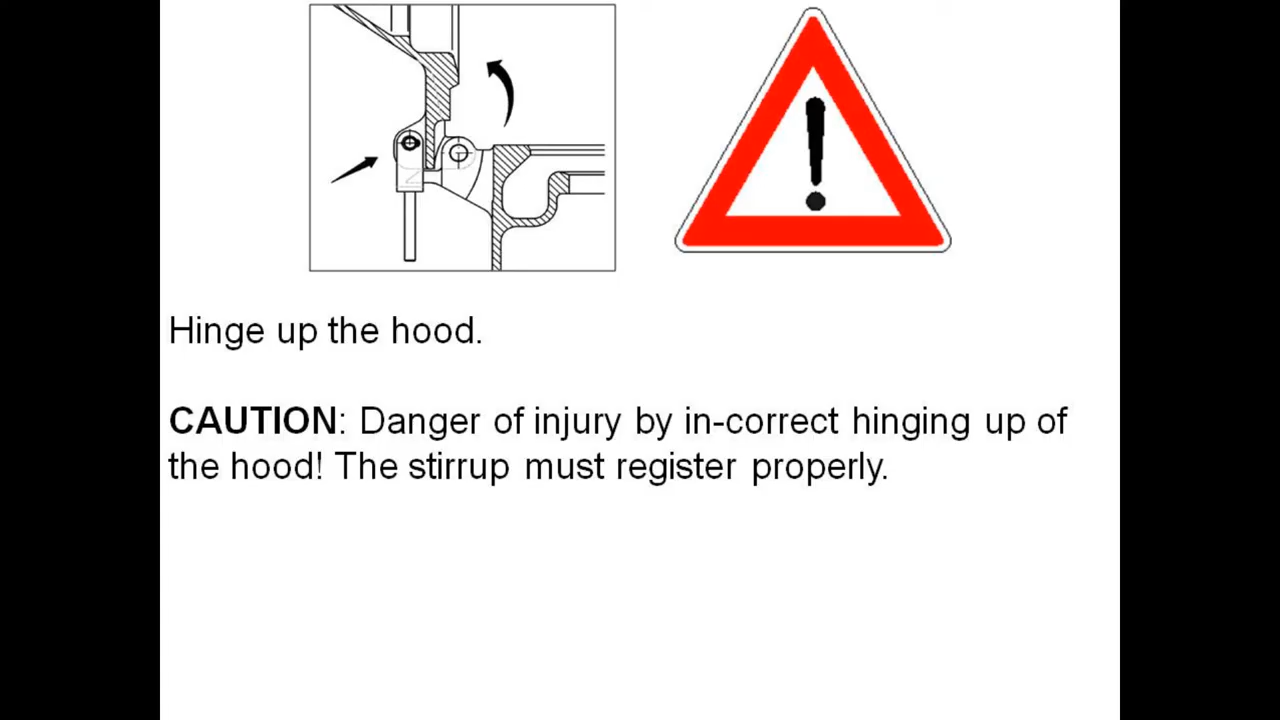 Hinge up the hood.
CAUTION: Danger of injury by in-correct hinging up of
the hood! The stirrup must register properly.